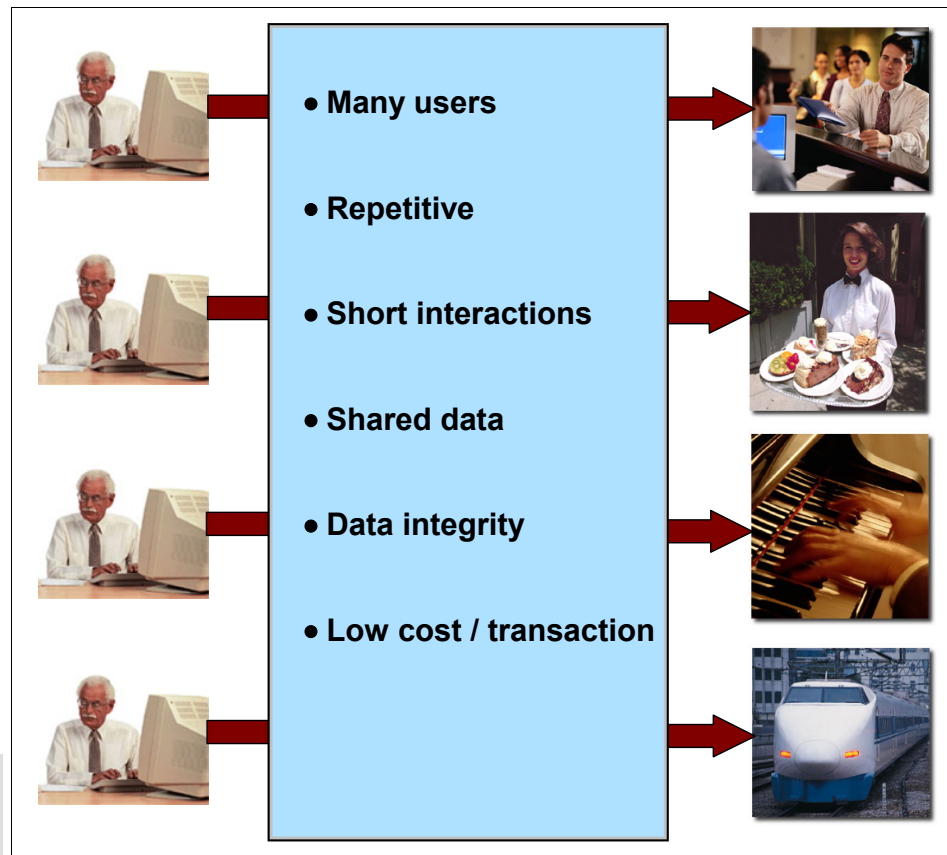 • Many users
• Repetitive
• Short interactions
• Shared data
• Data integrity
• Low cost / transaction